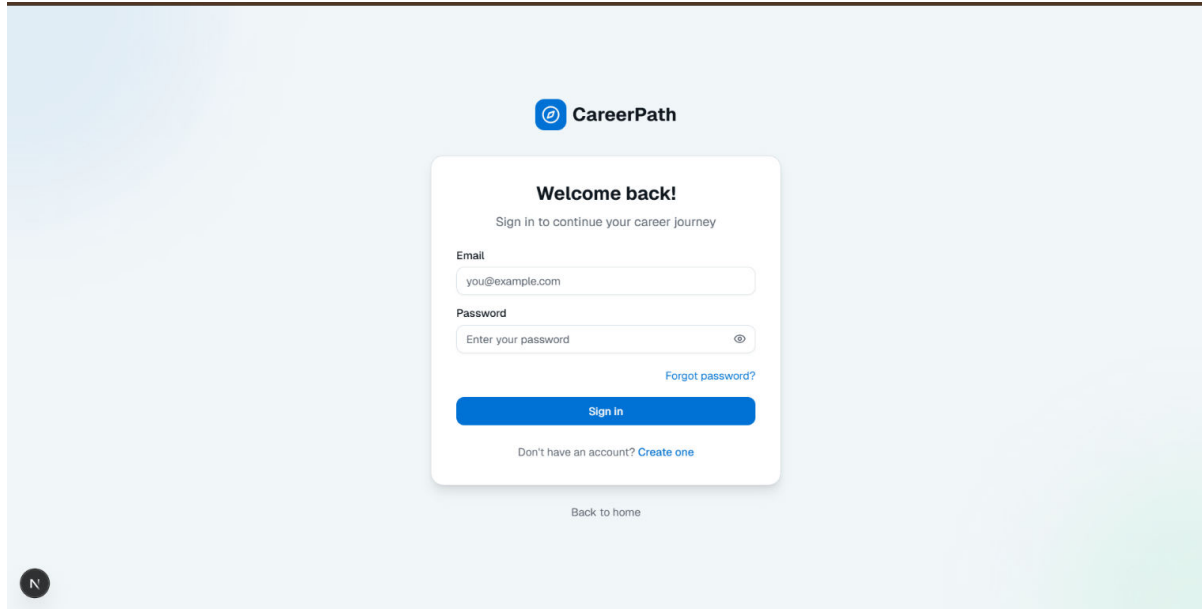 CareerPath
Welcome back!
Sign in to continue your career journey
Email
you@example.com
Password
Enter your password
Forgot password?
Sign in
Don't have an account? Create one
Back to home
N